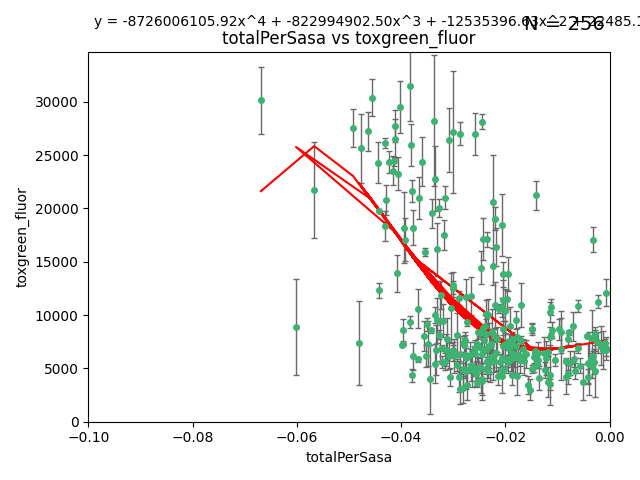 y = -8726006105.92x^4 + -822994902.50x^3 + -12535396.63x^2 +
N = 256
totalPerSasa vs toxgreen_fluor
toxgreen_fluor
30000
25000
20000
15000
10000
5000
0
−0.10 −0.08 −0.06 −0.04 −0.02 0.00
totalPerSasa